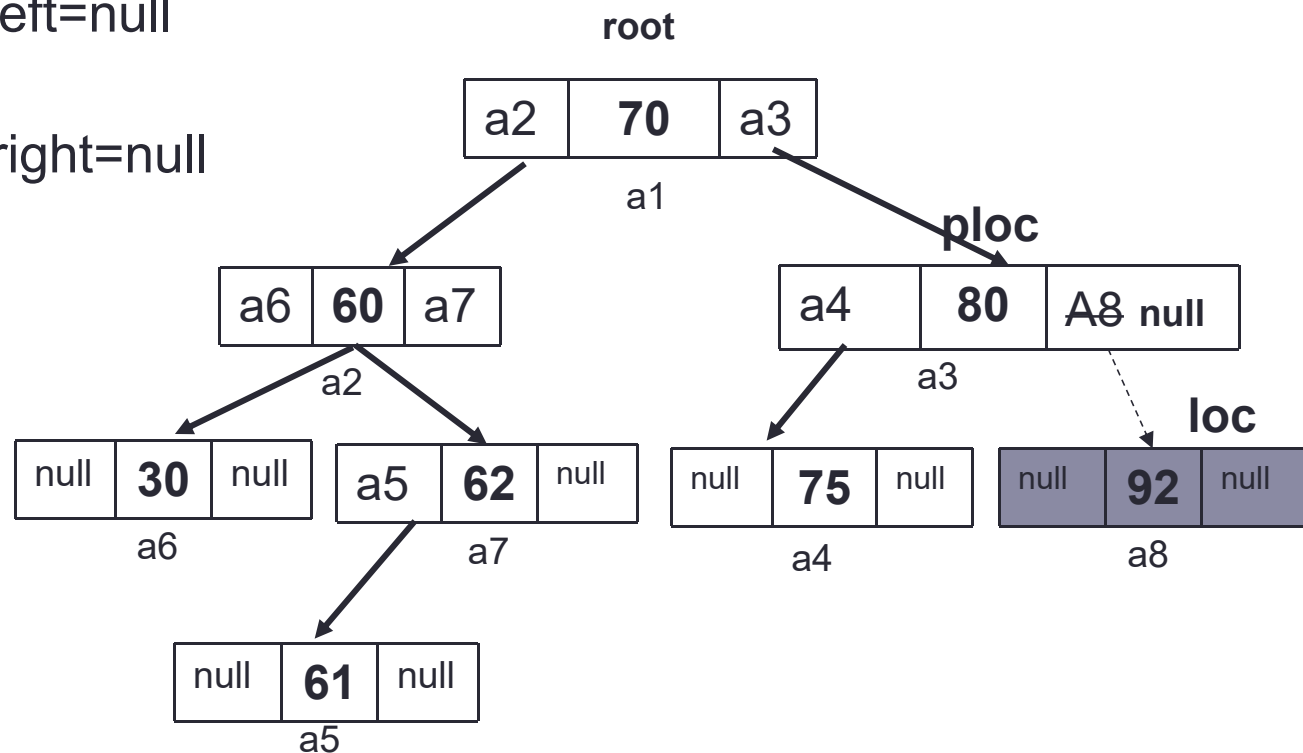 eft=null
root
a2 70 a3
right=null
a1
ploc
a6 60 a7
a4 80 A8 null
a2
a3
loc
null 30 null
a5 62 null
null 75 null
null 92 null
a6
a7
a4
a8
null 61 null
a5